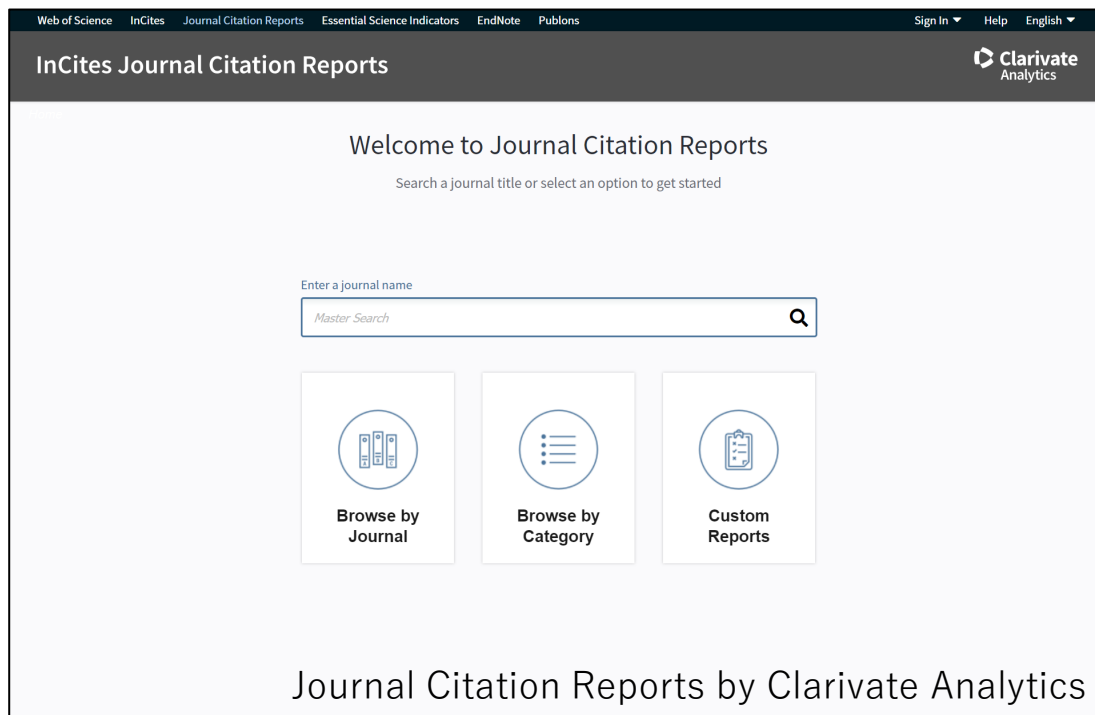 Web of Science InCites Journal Citation Reports Essential Science Indicators EndNote Publons Sign In Help English
InCites Journal Citation Reports
Clarivate
Analytics
Welcome to Journal Citation Reports
Search a journal title or select an option to get started
Enter a journal name
Master Search
Browse by
Journal
Browse by
Category
Custom
Reports
Journal Citation Reports by Clarivate Analytics